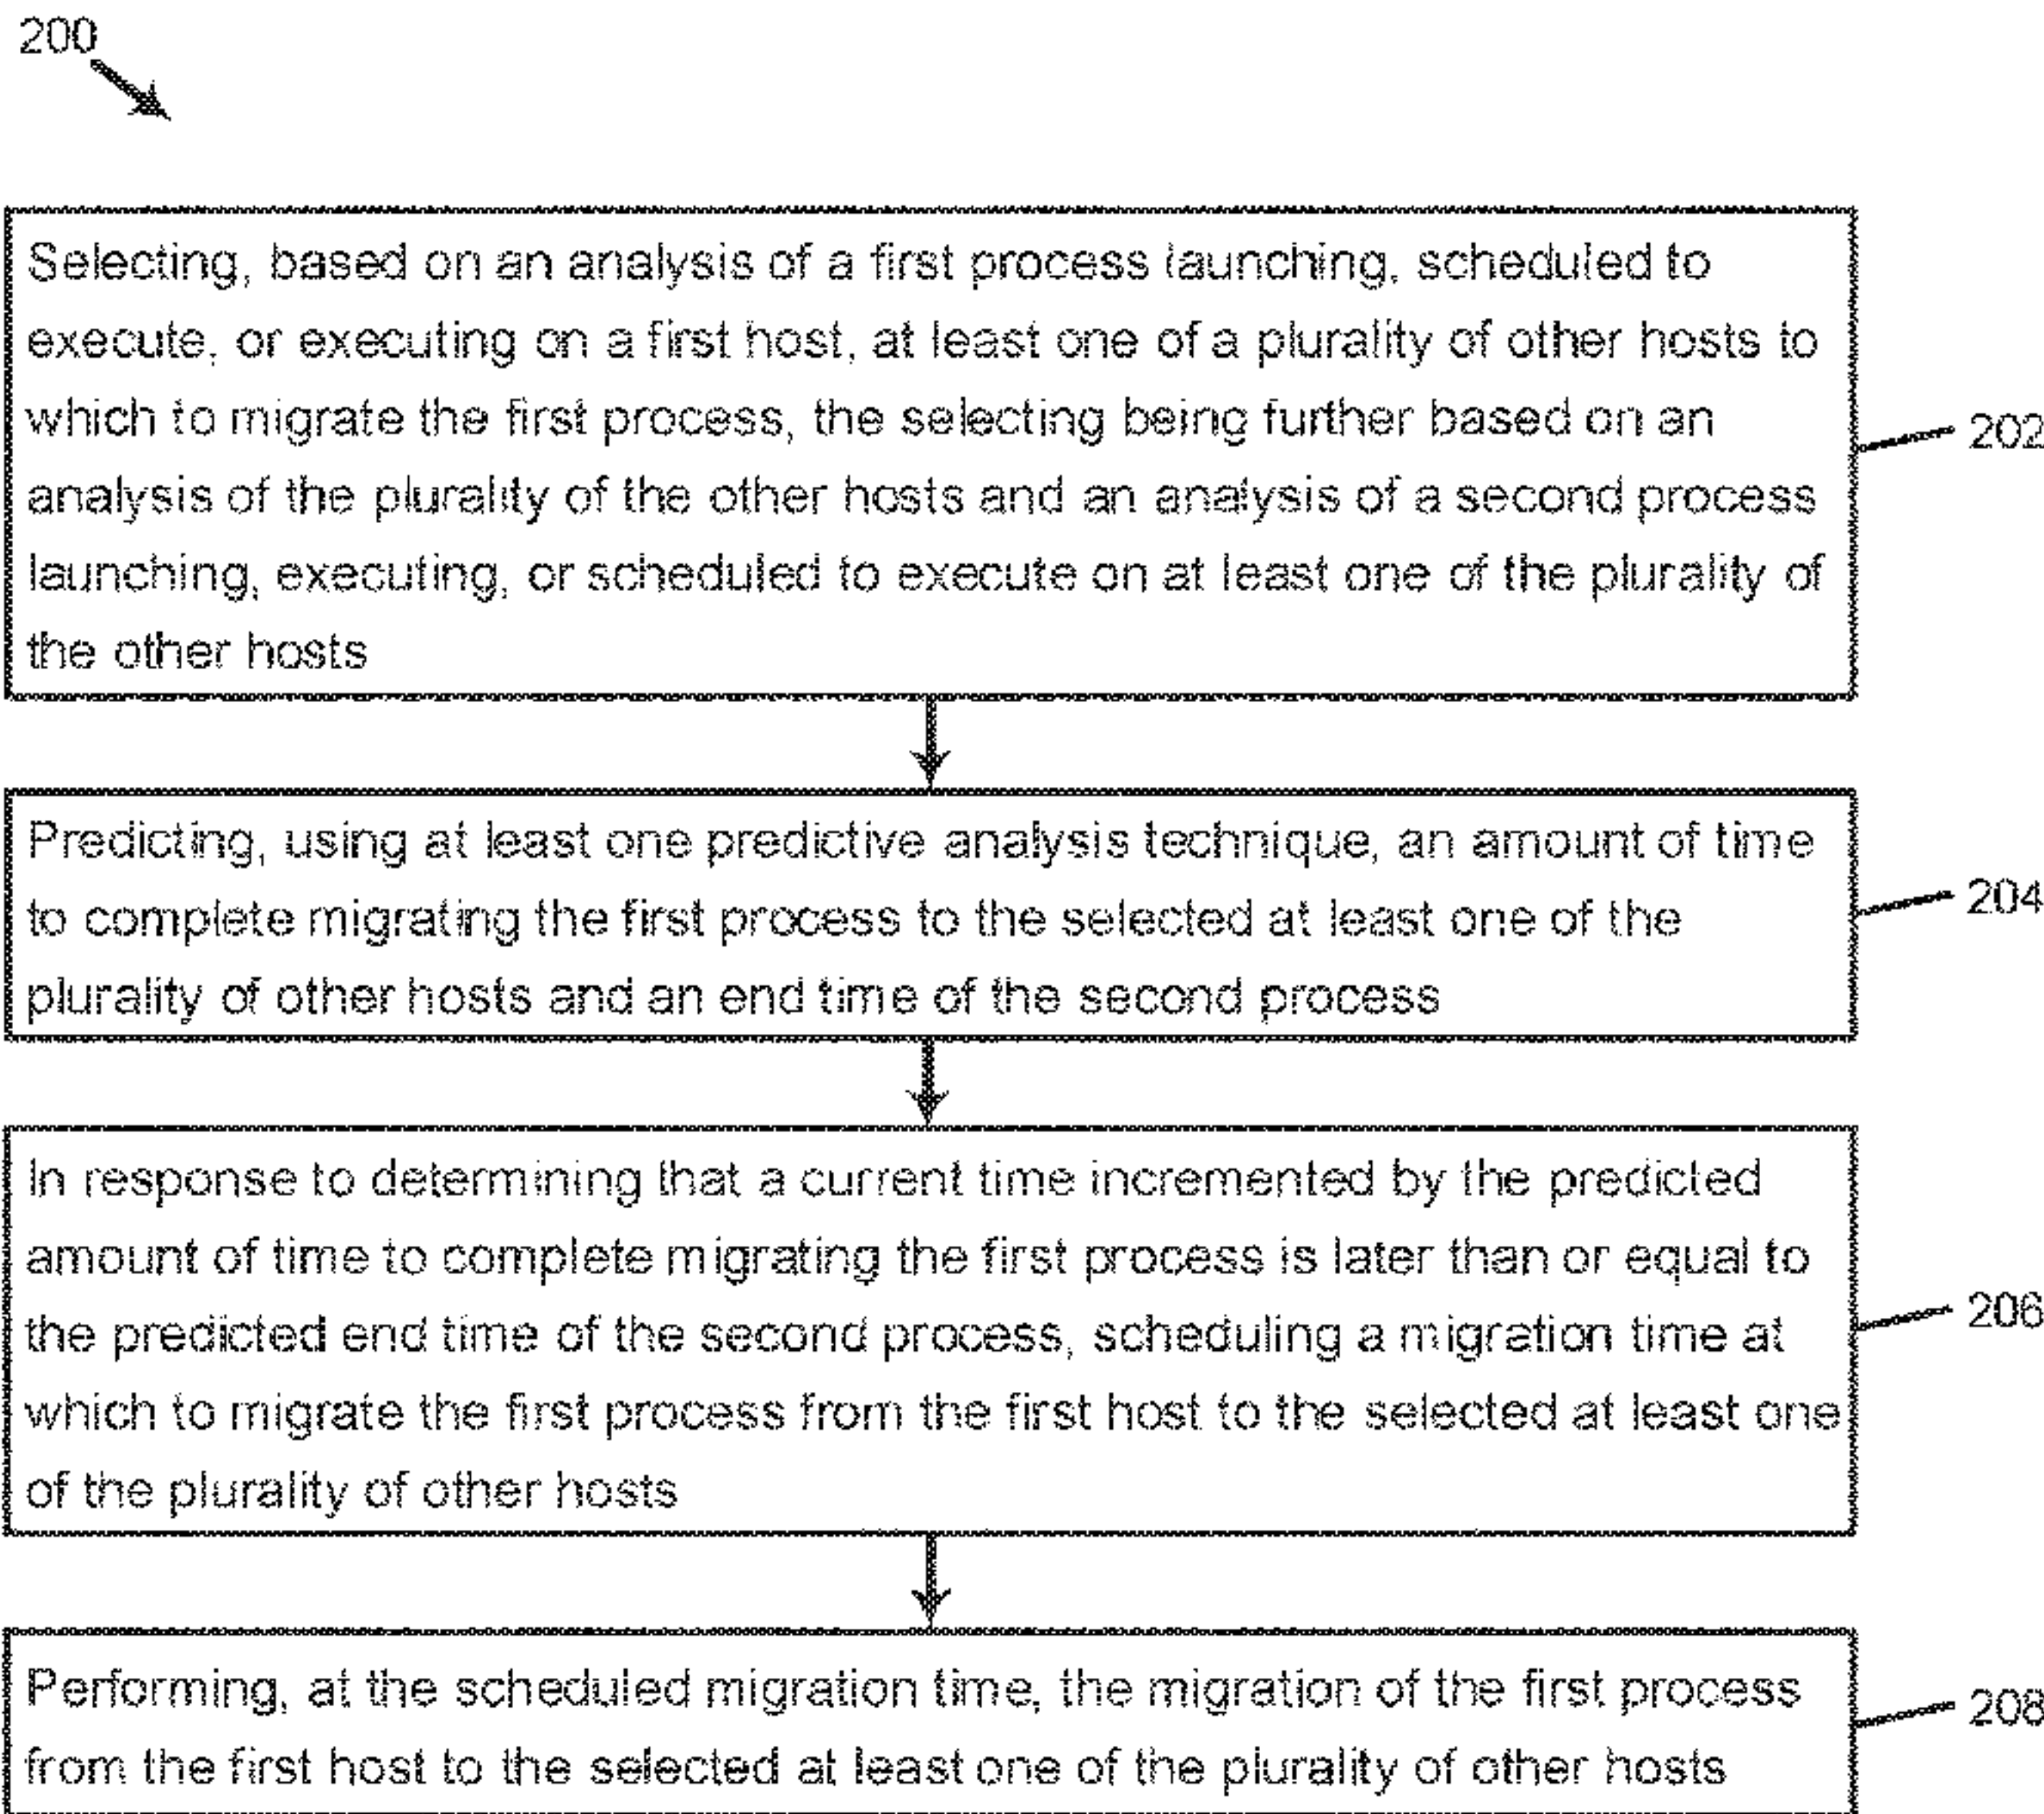 200
Selecting, based on an analysis of a first process launching, scheduled to
execute, or executing on a first host, at least one of a plurality of other hosts to
which to migrate the first process, the selecting being further based on an
analysis of the plurality of the other hosts and an analysis of a second process
launching, executing, or scheduled to execute on at least one of the plurality of
the other hosts
202
Predicting, using at least one predictive analysis technique, an amount of time
to complete migrating the first process to the selected at least one of the
plurality of other hosts and an end time of the second process
204
In response to determining that a current time incremented by the predicted
amount of time to complete migrating the first process is later than or equal to
the predicted end time of the second process, scheduling a migration time at
which to migrate the first process from the first host to the selected at least one
of the plurality of other hosts
206
Performing, at the scheduled migration time, the migration of the first process
from the first host to the selected at least one of the plurality of other hosts
208